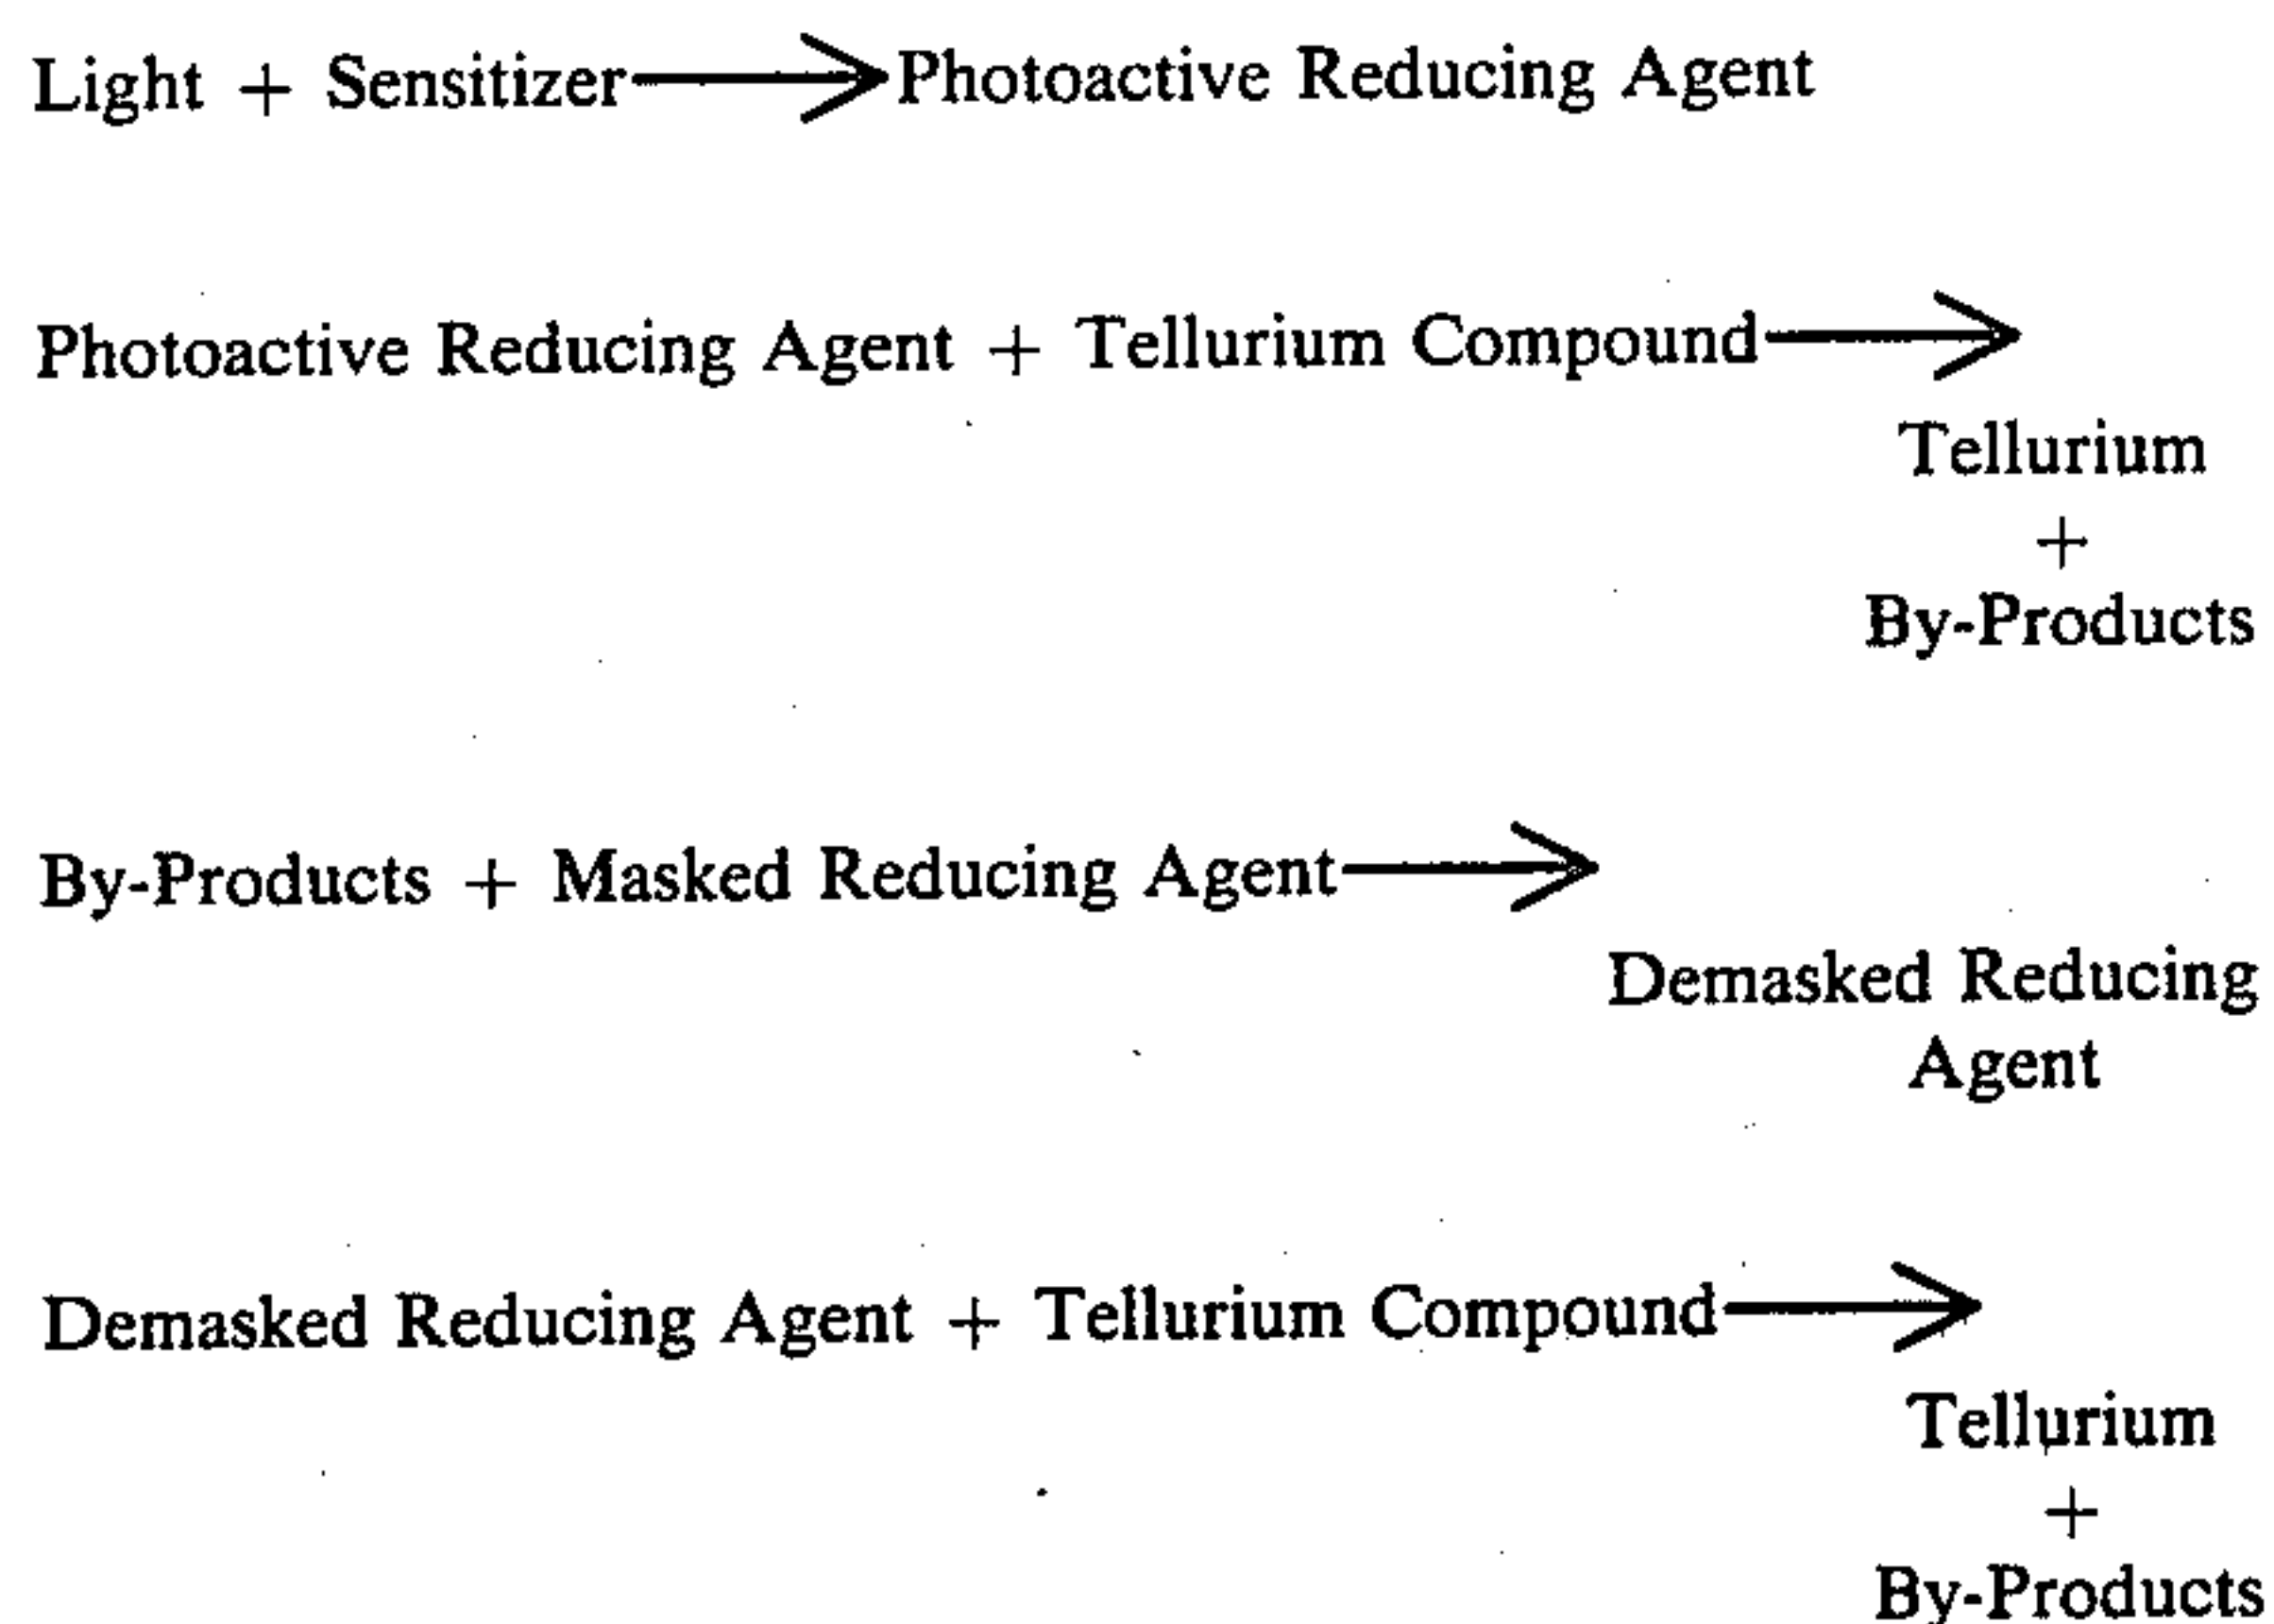 Light + Sensitizer⟶Photoactive Reducing Agent
Photoactive Reducing Agent + Tellurium Compound⟶
Tellurium
+
By-Products
By-Products + Masked Reducing Agent⟶
Demasked Reducing
Agent
Demasked Reducing Agent + Tellurium Compound⟶
Tellurium
+
By-Products